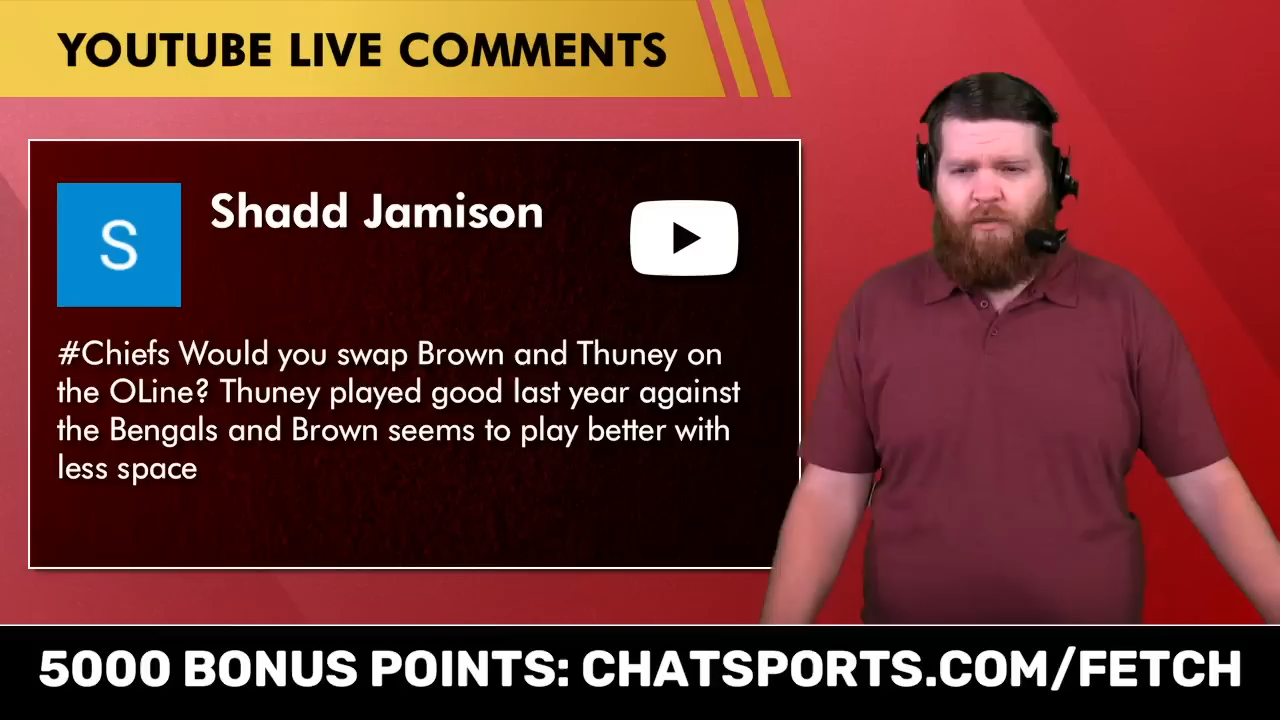 YOUTUBE LIVE COMMENTS
S
Shadd Jamison
#Chiefs Would you swap Brown and Thuney on
the OLine? Thuney played good last year against
the Bengals and Brown seems to play better with
less space
5000 BONUS POINTS: CHATSPORTS.COM/FETCH